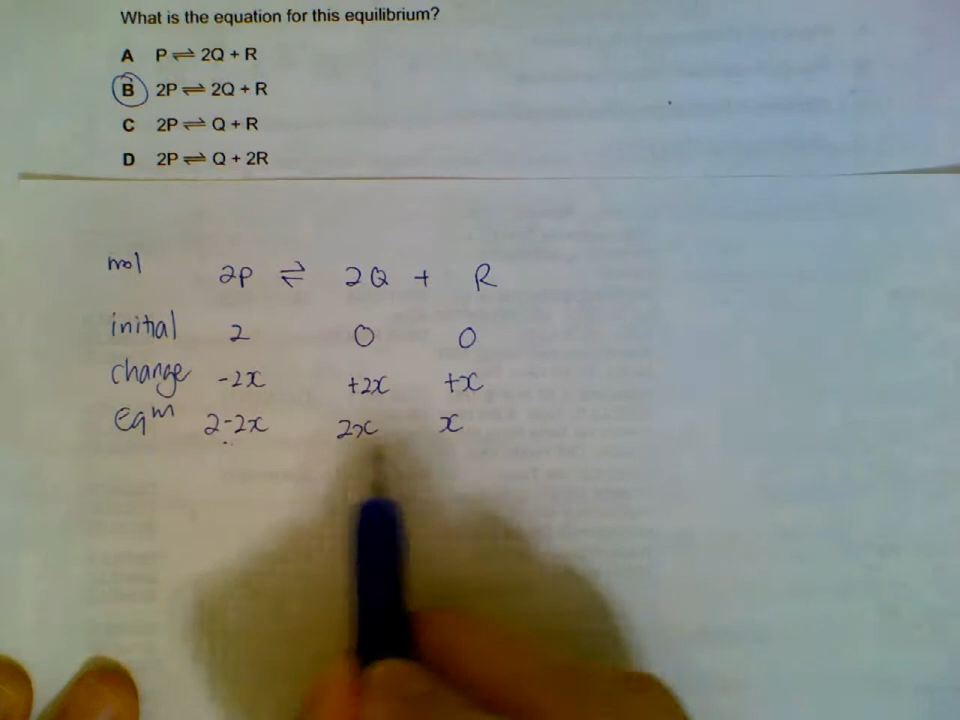 What is the equation for this equilibrium?
A P ⇌ 2Q + R
B 2P ⇌ 2Q + R
C 2P ⇌ Q + R
D 2P ⇌ Q + 2R
mol 2P ⇌ 2Q + R
initial 2 0 0
change -2x +2x +x
eqm 2-2x 2x x